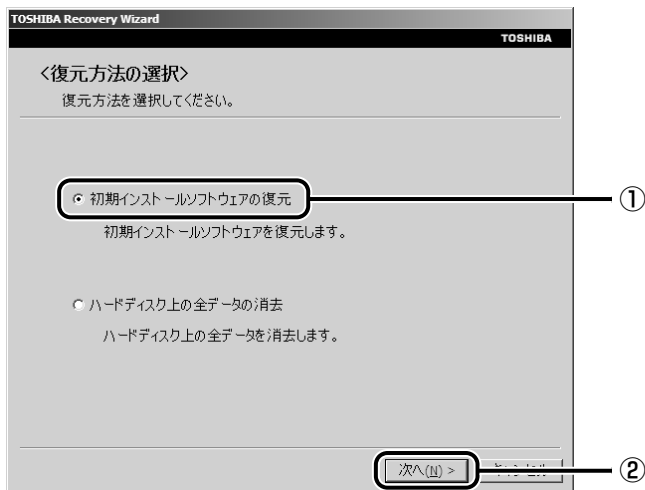 TOSHIBA Recovery Wizard
TOSHIBA
<復元方法の選択>
復元方法を選択してください。
初期インストールソフトウェアの復元
①
初期インストールソフトウェアを復元します。
ハードディスク上の全データの消去
ハードディスク上の全データを消去します。
次へ(N) >
②